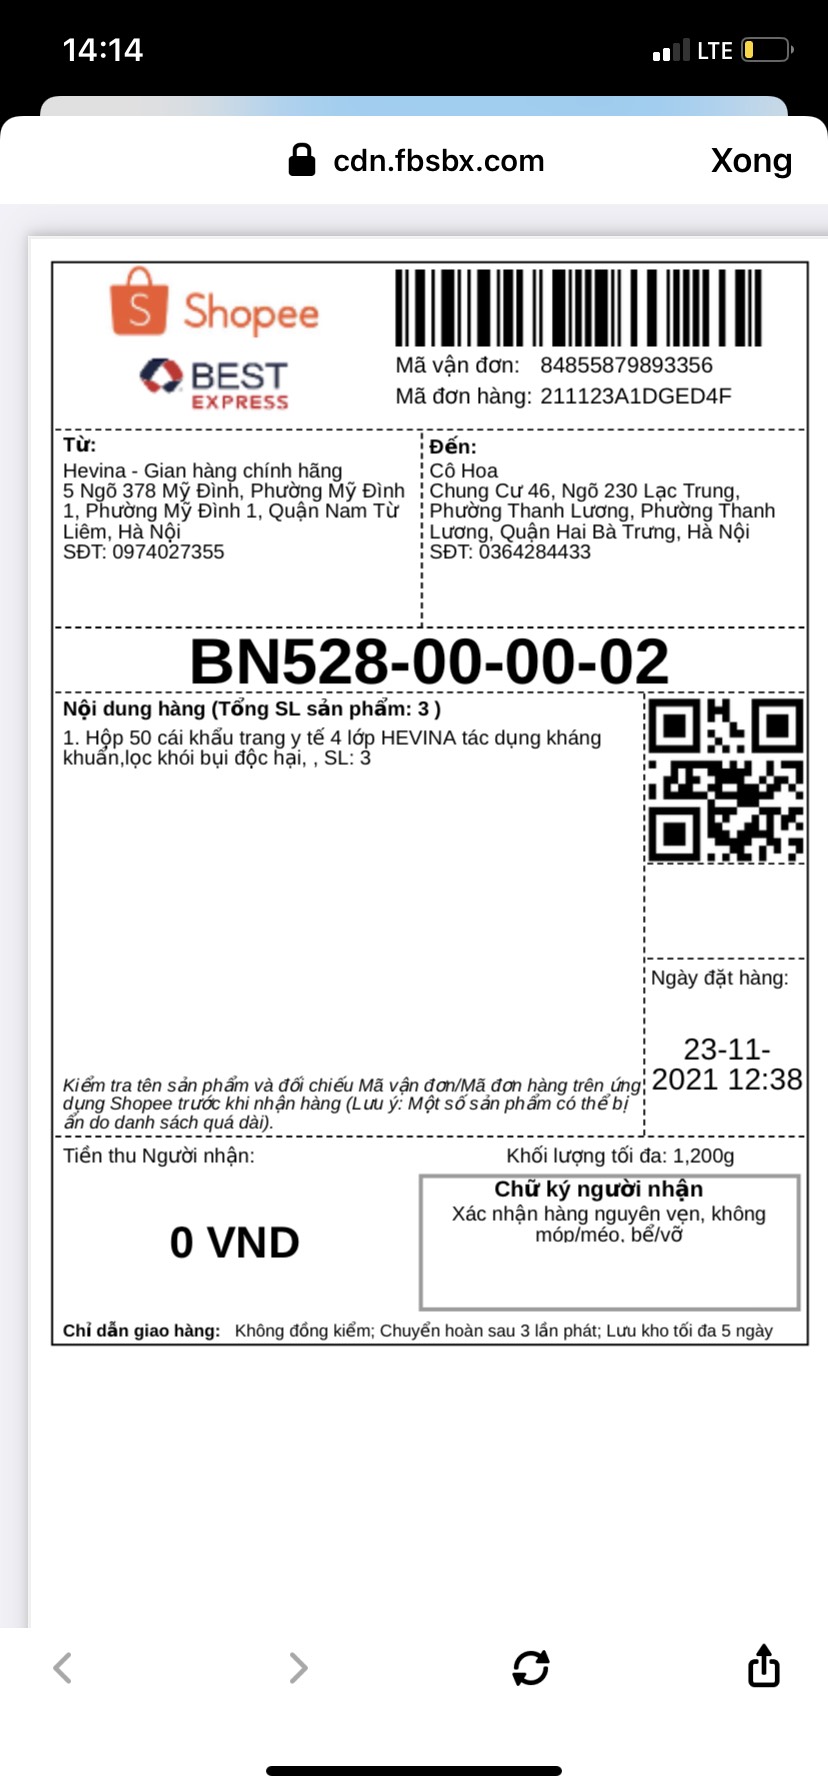 14:14
LTE
cdn.fbsbx.com
Xong
S Shopee
BEST
EXPRESS
Mã vận đơn: 84855879893356
Mã đơn hàng: 211123A1DGED4F
Từ:
Hevina - Gian hàng chính hãng
5 Ngõ 378 Mỹ Đình, Phường Mỹ Đình
1, Phường Mỹ Đình 1, Quận Nam Từ
Liêm, Hà Nội
SĐT: 0974027355
Đến:
Cô Hoa
Chung Cư 46, Ngõ 230 Lạc Trung,
Phường Thanh Lương, Phường Thanh
Lương, Quận Hai Bà Trưng, Hà Nội
SĐT: 0364284433
BN528-00-00-02
Nội dung hàng (Tổng SL sản phẩm: 3 )
1. Hộp 50 cái khẩu trang y tế 4 lớp HEVINA tác dụng kháng
khuẩn,lọc khói bụi độc hại, , SL: 3
Ngày đặt hàng:
23-11-
2021 12:38
Kiểm tra tên sản phẩm và đối chiếu Mã vận đơn/Mã đơn hàng trên ứng
dụng Shopee trước khi nhận hàng (Lưu ý: Một số sản phẩm có thể bị
ẩn do danh sách quá dài).
Tiền thu Người nhận:
0 VND
Khối lượng tối đa: 1,200g
Chữ ký người nhận
Xác nhận hàng nguyên vẹn, không
móp/méo, bể/vỡ
Chỉ dẫn giao hàng: Không đồng kiểm; Chuyển hoàn sau 3 lần phát; Lưu kho tối đa 5 ngày